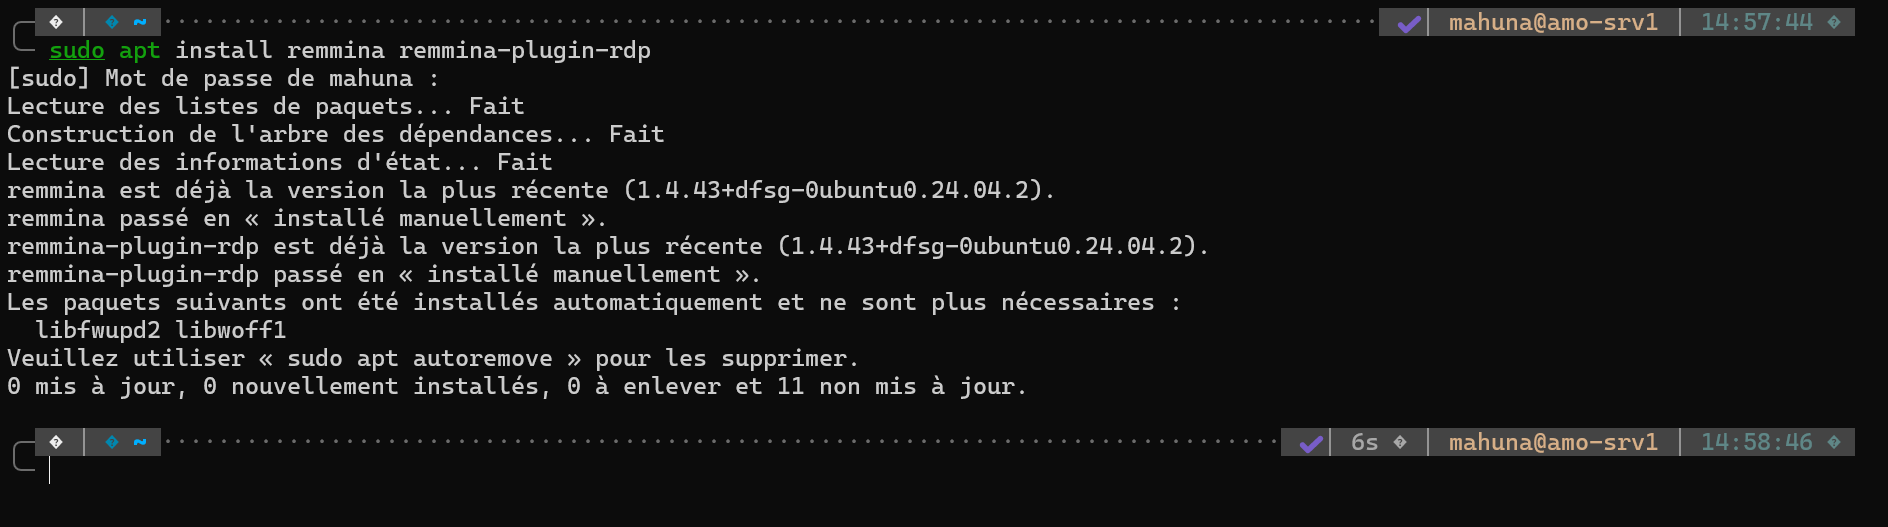 � � ~ ✔ mahuna@amo-srv1 14:57:44 �
sudo apt install remmina remmina-plugin-rdp
[sudo] Mot de passe de mahuna :
Lecture des listes de paquets... Fait
Construction de l'arbre des dépendances... Fait
Lecture des informations d'état... Fait
remmina est déjà la version la plus récente (1.4.43+dfsg-0ubuntu0.24.04.2).
remmina passé en « installé manuellement ».
remmina-plugin-rdp est déjà la version la plus récente (1.4.43+dfsg-0ubuntu0.24.04.2).
remmina-plugin-rdp passé en « installé manuellement ».
Les paquets suivants ont été installés automatiquement et ne sont plus nécessaires :
libfwupd2 libwoff1
Veuillez utiliser « sudo apt autoremove » pour les supprimer.
0 mis à jour, 0 nouvellement installés, 0 à enlever et 11 non mis à jour.
� � ~ ✔ 6s � mahuna@amo-srv1 14:58:46 �